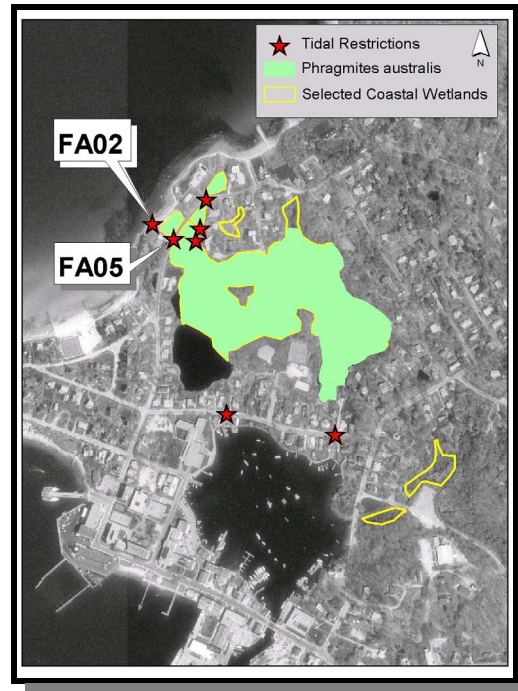 Tidal Restrictions
Phragmites australis
Selected Coastal Wetlands
N
FA02
FA05